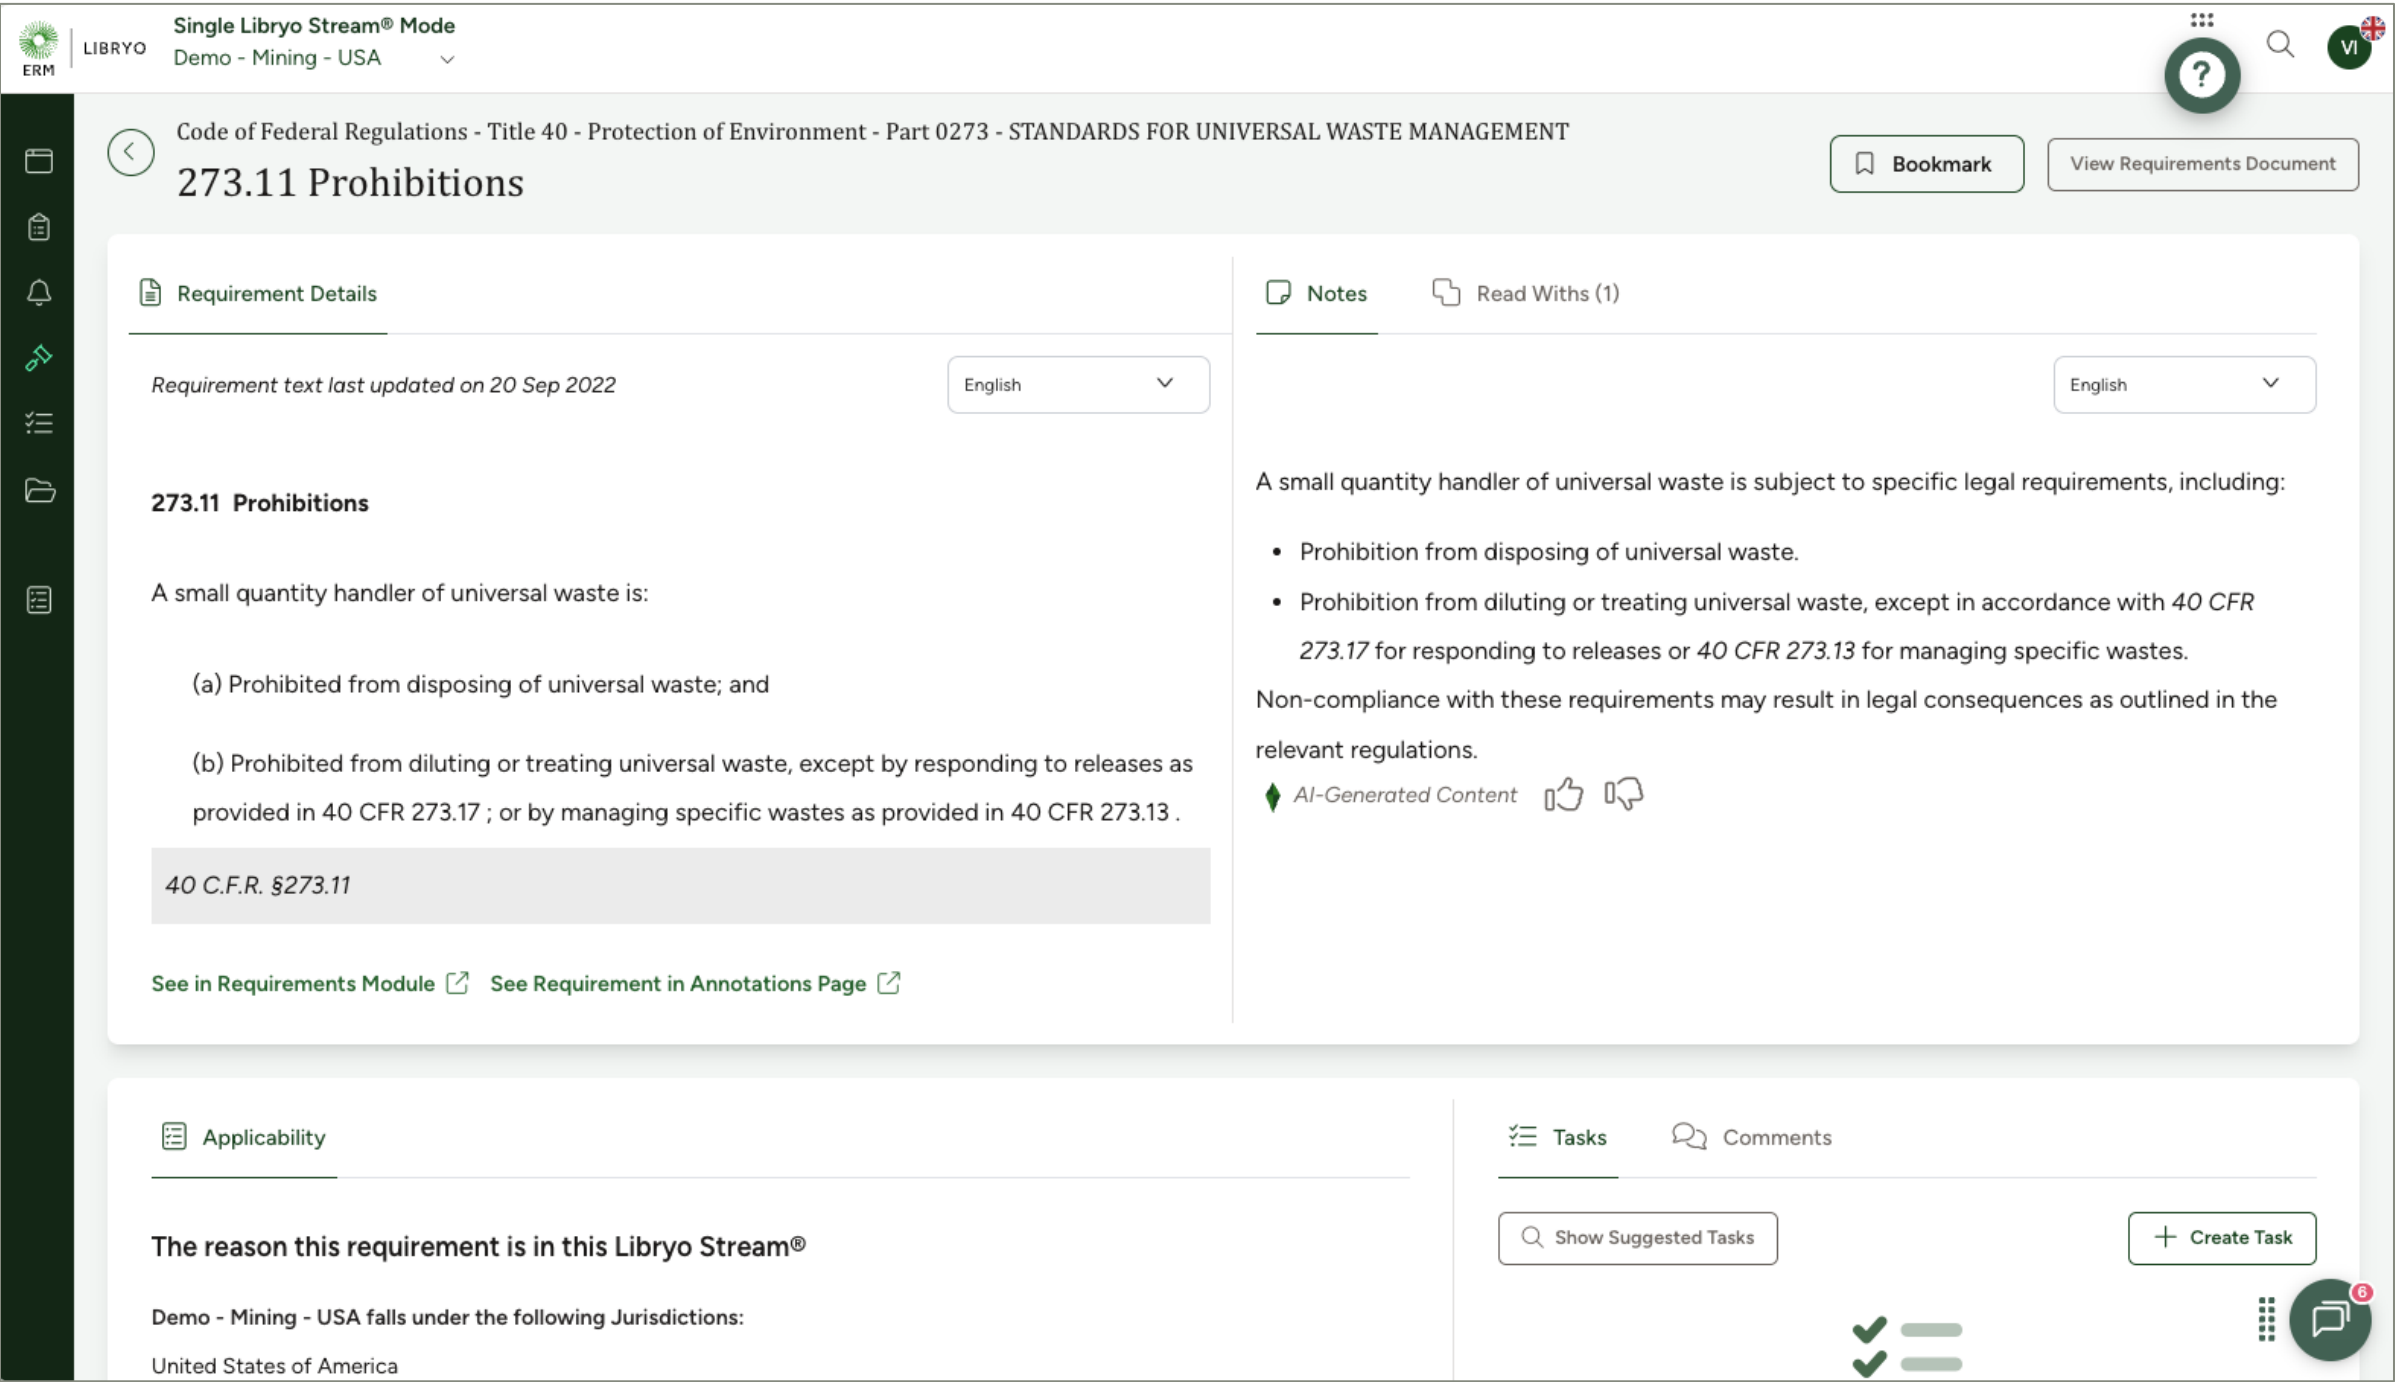 Single Libryo Stream® Mode
ERM
LIBRYO
Demo - Mining - USA
?
VI
Code of Federal Regulations - Title 40 - Protection of Environment - Part 0273 - STANDARDS FOR UNIVERSAL WASTE MANAGEMENT
273.11 Prohibitions
Bookmark
View Requirements Document
Requirement Details
Requirement text last updated on 20 Sep 2022
English
273.11 Prohibitions
A small quantity handler of universal waste is:
(a) Prohibited from disposing of universal waste; and
(b) Prohibited from diluting or treating universal waste, except by responding to releases as
provided in 40 CFR 273.17 ; or by managing specific wastes as provided in 40 CFR 273.13 .
40 C.F.R. §273.11
See in Requirements Module
See Requirement in Annotations Page
Notes
Read Withs (1)
English
A small quantity handler of universal waste is subject to specific legal requirements, including:
• Prohibition from disposing of universal waste.
• Prohibition from diluting or treating universal waste, except in accordance with 40 CFR
273.17 for responding to releases or 40 CFR 273.13 for managing specific wastes.
Non-compliance with these requirements may result in legal consequences as outlined in the
relevant regulations.
AI-Generated Content
Applicability
The reason this requirement is in this Libryo Stream®
Demo - Mining - USA falls under the following Jurisdictions:
United States of America
Tasks
Comments
Show Suggested Tasks
Create Task
6